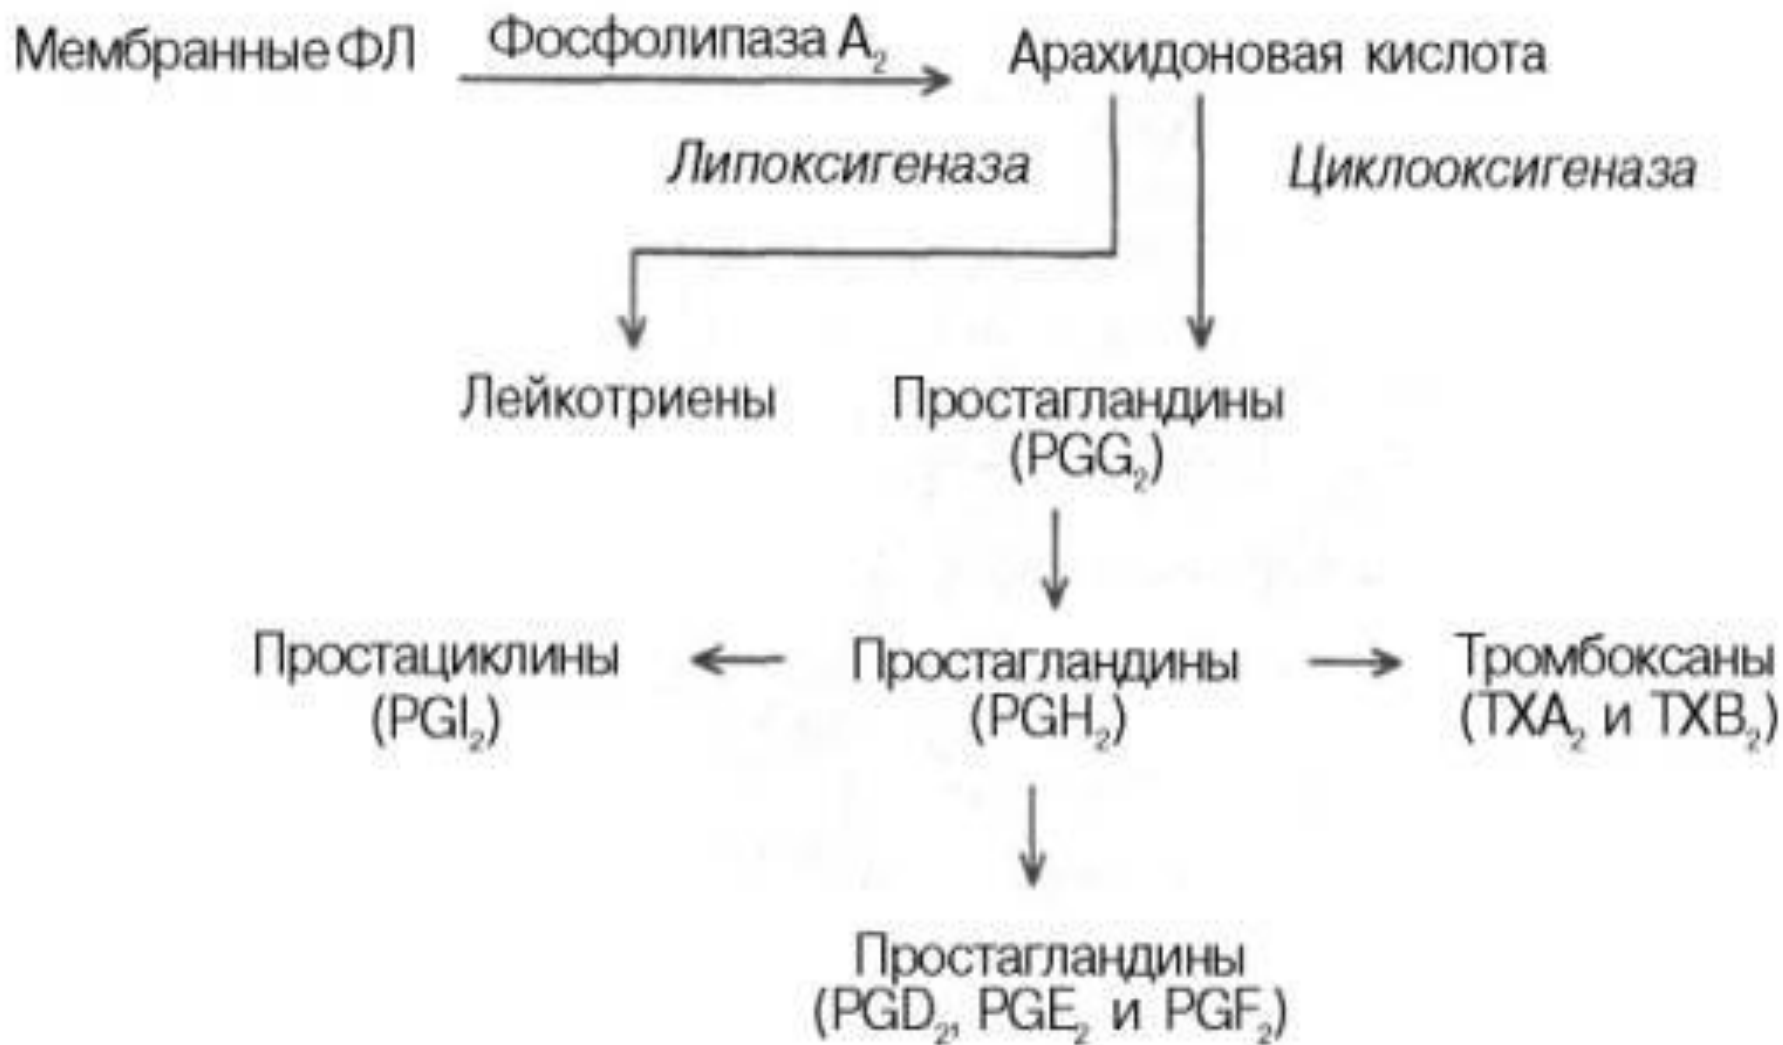 Мембранные ФЛ
Фосфолипаза А₂
Арахидоновая кислота
Липоксигеназа
Циклооксигеназа
Лейкотриены
Простагландины
(PGG₂)
Простациклины
(PGI₂)
Простагландины
(PGH₂)
Тромбоксаны
(TXA₂ и TXB₂)
Простагландины
(PGD₂, PGE₂ и PGF₂)